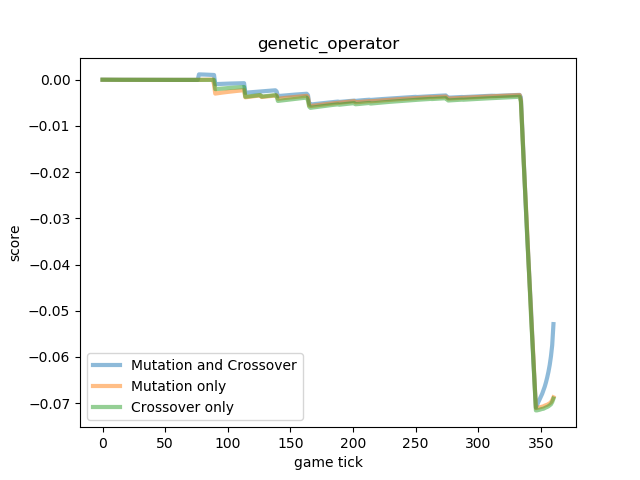 genetic_operator
score
0.00
−0.01
−0.02
−0.03
−0.04
−0.05
−0.06
−0.07
Mutation and Crossover
Mutation only
Crossover only
0 50 100 150 200 250 300 350
game tick